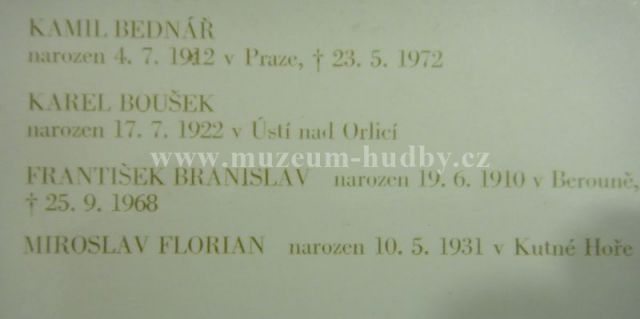 KAMIL BEDNÁŘ
narozen 4. 7. 1912 v Praze, † 23. 5. 1972
KAREL BOUŠEK
narozen 17. 7. 1922 v Ústí nad Orlicí
www.muzeum-hudby.cz
FRANTIŠEK BRANISLAV narozen 19. 6. 1910 v Berouně,
† 25. 9. 1968
MIROSLAV FLORIAN narozen 10. 5. 1931 v Kutné Hoře